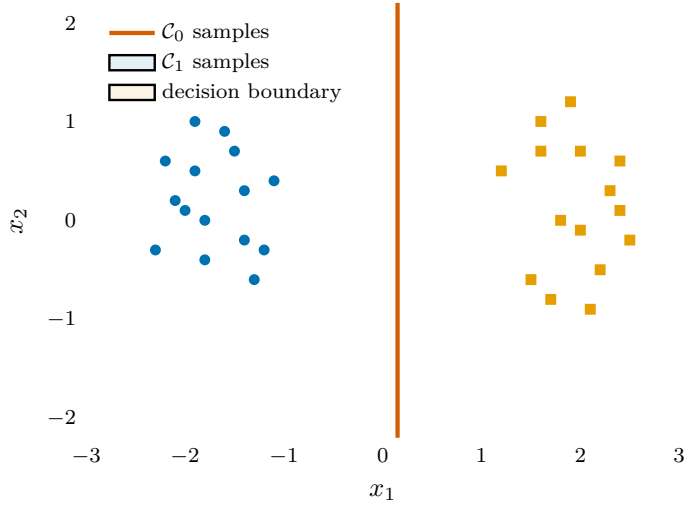 𝒞₀ samples
𝒞₁ samples
decision boundary
2
1
0
−1
−2
x₂
−3 −2 −1 0 1 2 3
x₁